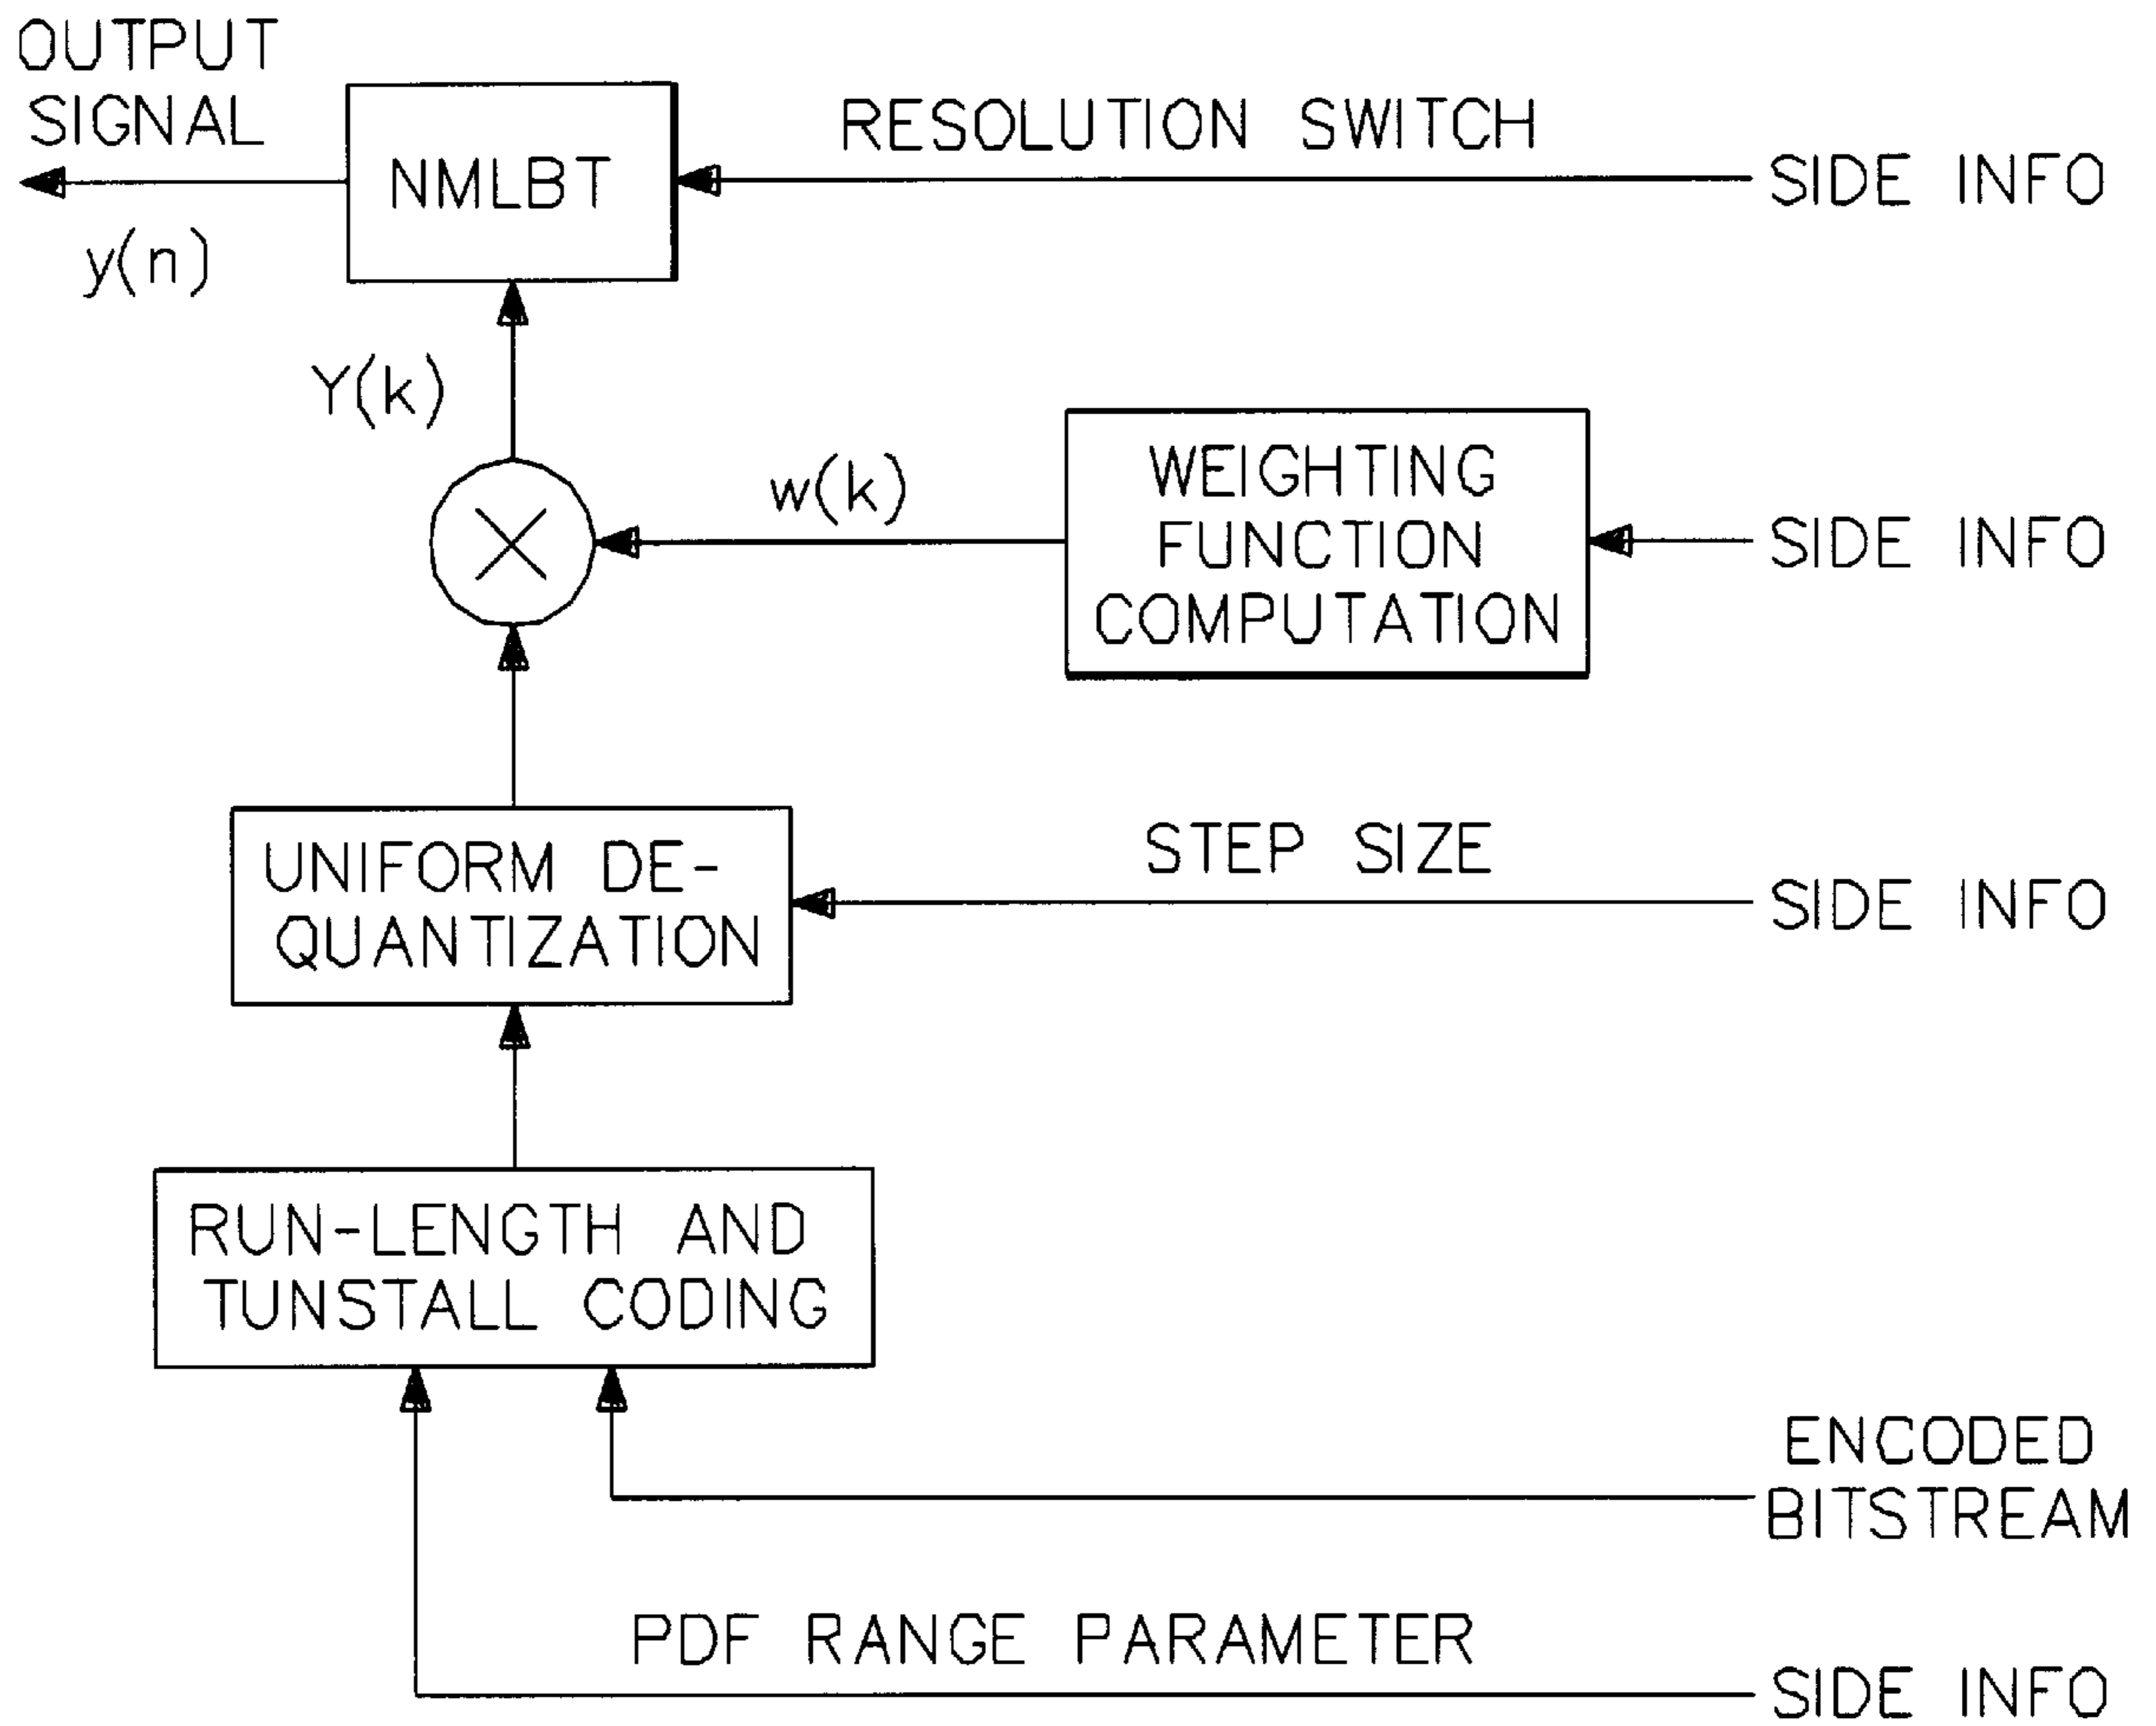 OUTPUT
SIGNAL
y(n)
NMLBT
RESOLUTION SWITCH
SIDE INFO
Y(k)
w(k)
WEIGHTING
FUNCTION
COMPUTATION
SIDE INFO
UNIFORM DE-
QUANTIZATION
STEP SIZE
SIDE INFO
RUN-LENGTH AND
TUNSTALL CODING
ENCODED
BITSTREAM
PDF RANGE PARAMETER
SIDE INFO